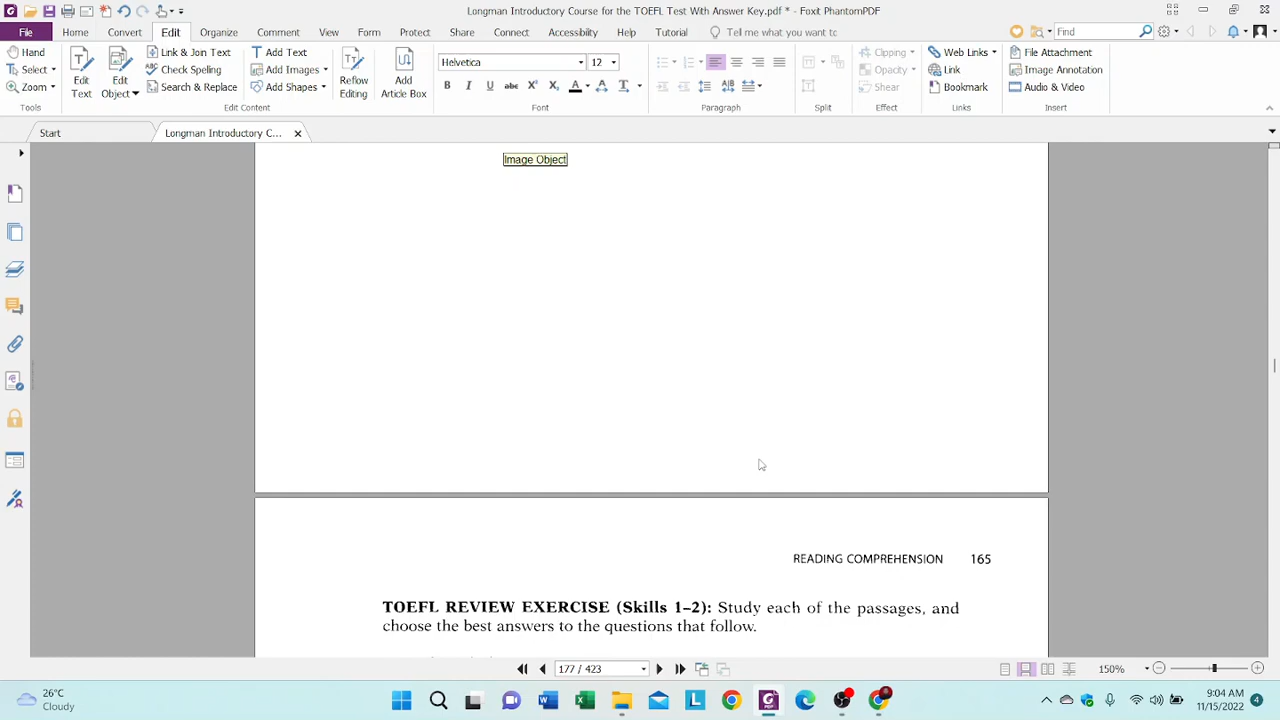 Longman Introductory Course for the TOEFL Test With Answer Key.pdf * - Foxit PhantomPDF
File Home Convert Edit Organize Comment View Form Protect Share Connect Accessibility Help Tutorial Tell me what you want to do Find
Hand
Select
Zoom
Tools
Edit Text
Edit Object
Link & Join Text
Check Spelling
Search & Replace
Edit Content
Add Text
Add Images
Add Shapes
Reflow Editing
Add Article Box
Helvetica 12
Font
Paragraph
Split
Clipping
Opacity
Shear
Effect
Web Links
Link
Bookmark
Links
File Attachment
Image Annotation
Audio & Video
Insert
Start
Longman Introductory C...
Image Object
READING COMPREHENSION 165
TOEFL REVIEW EXERCISE (Skills 1–2): Study each of the passages, and
choose the best answers to the questions that follow.
177 / 423
150%
26°C
Cloudy
9:04 AM
11/15/2022
4